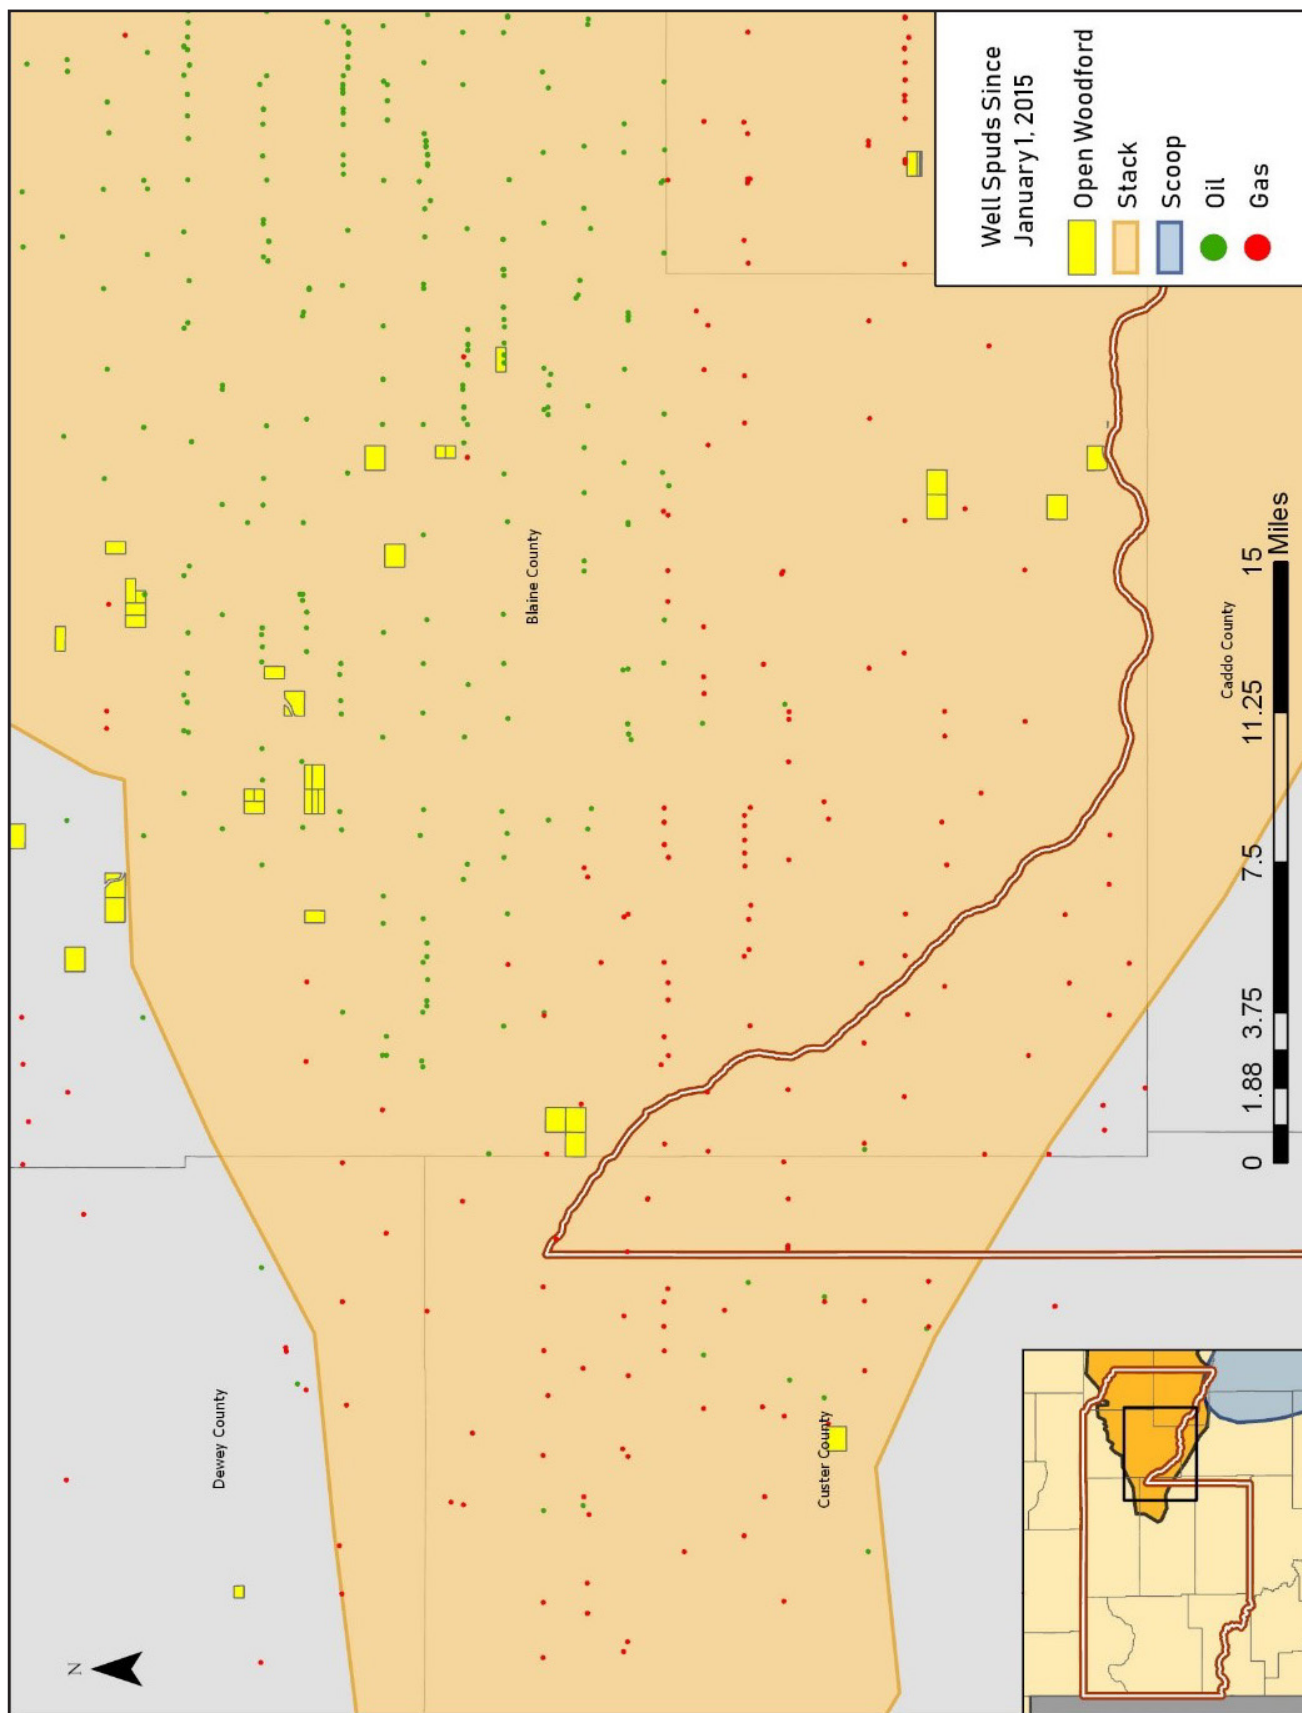 N
Dewey County
Blaine County
Custer County
Caddo County
0 1.88 3.75 7.5 11.25 15
Miles
Well Spuds Since
January 1, 2015
Open Woodford
Stack
Scoop
Oil
Gas